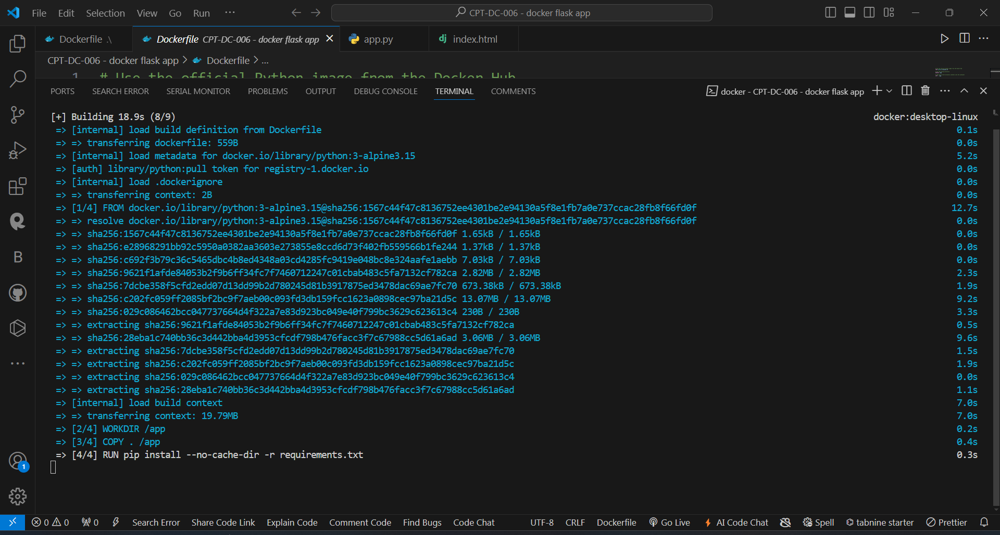 File Edit Selection View Go Run ··· CPT-DC-006 - docker flask app
Dockerfile .\ Dockerfile CPT-DC-006 - docker flask app app.py index.html
CPT-DC-006 - docker flask app > Dockerfile > ...
1 # Use the official Python image from the Docker Hub
PORTS SEARCH ERROR SERIAL MONITOR PROBLEMS OUTPUT DEBUG CONSOLE TERMINAL COMMENTS docker - CPT-DC-006 - docker flask app
[+] Building 18.9s (8/9) docker:desktop-linux
=> [internal] load build definition from Dockerfile 0.1s
=> => transferring dockerfile: 559B 0.0s
=> [internal] load metadata for docker.io/library/python:3-alpine3.15 5.2s
=> [auth] library/python:pull token for registry-1.docker.io 0.0s
=> [internal] load .dockerignore 0.0s
=> => transferring context: 2B 0.0s
=> [1/4] FROM docker.io/library/python:3-alpine3.15@sha256:1567c44f47c8136752ee4301be2e94130a5f8e1fb7a0e737ccac28fb8f66fd0f 12.7s
=> => resolve docker.io/library/python:3-alpine3.15@sha256:1567c44f47c8136752ee4301be2e94130a5f8e1fb7a0e737ccac28fb8f66fd0f 0.0s
=> => sha256:1567c44f47c8136752ee4301be2e94130a5f8e1fb7a0e737ccac28fb8f66fd0f 1.65kB / 1.65kB 0.0s
=> => sha256:e28968291bb92c5950a0382aa3603e273855e8ccd6d73f402fb559566b1fe244 1.37kB / 1.37kB 0.0s
=> => sha256:c692f3b79c36c5465dbc4b8ed4348a03cd4285fc9419e048bc8e324aafe1aebb 7.03kB / 7.03kB 0.0s
=> => sha256:9621f1afde84053b2f9b6ff34fc7f7460712247c01cbab483c5fa7132cf782ca 2.82MB / 2.82MB 2.3s
=> => sha256:7dcbe358f5cfd2edd07d13dd99b2d780245d81b3917875ed3478dac69ae7fc70 673.38kB / 673.38kB 1.9s
=> => sha256:c202fc059ff2085bf2bc9f7aeb00c093fd3db159fcc1623a0898cec97ba21d5c 13.07MB / 13.07MB 9.2s
=> => sha256:029c086462bcc047737664d4f322a7e83d923bc049e40f799bc3629c623613c4 230B / 230B 3.3s
=> => extracting sha256:9621f1afde84053b2f9b6ff34fc7f7460712247c01cbab483c5fa7132cf782ca 0.5s
=> => sha256:28eba1c740bb36c3d442bba4d3953cfcdf798b476facc3f7c67988cc5d61a6ad 3.06MB / 3.06MB 9.6s
=> => extracting sha256:7dcbe358f5cfd2edd07d13dd99b2d780245d81b3917875ed3478dac69ae7fc70 1.5s
=> => extracting sha256:c202fc059ff2085bf2bc9f7aeb00c093fd3db159fcc1623a0898cec97ba21d5c 1.9s
=> => extracting sha256:029c086462bcc047737664d4f322a7e83d923bc049e40f799bc3629c623613c4 0.0s
=> => extracting sha256:28eba1c740bb36c3d442bba4d3953cfcdf798b476facc3f7c67988cc5d61a6ad 1.1s
=> [internal] load build context 7.0s
=> => transferring context: 19.79MB 7.0s
=> [2/4] WORKDIR /app 0.2s
=> [3/4] COPY . /app 0.4s
=> [4/4] RUN pip install --no-cache-dir -r requirements.txt 0.3s
B
1
0 0 0 Search Error Share Code Link Explain Code Comment Code Find Bugs Code Chat UTF-8 CRLF Dockerfile Go Live AI Code Chat Spell tabnine starter Prettier